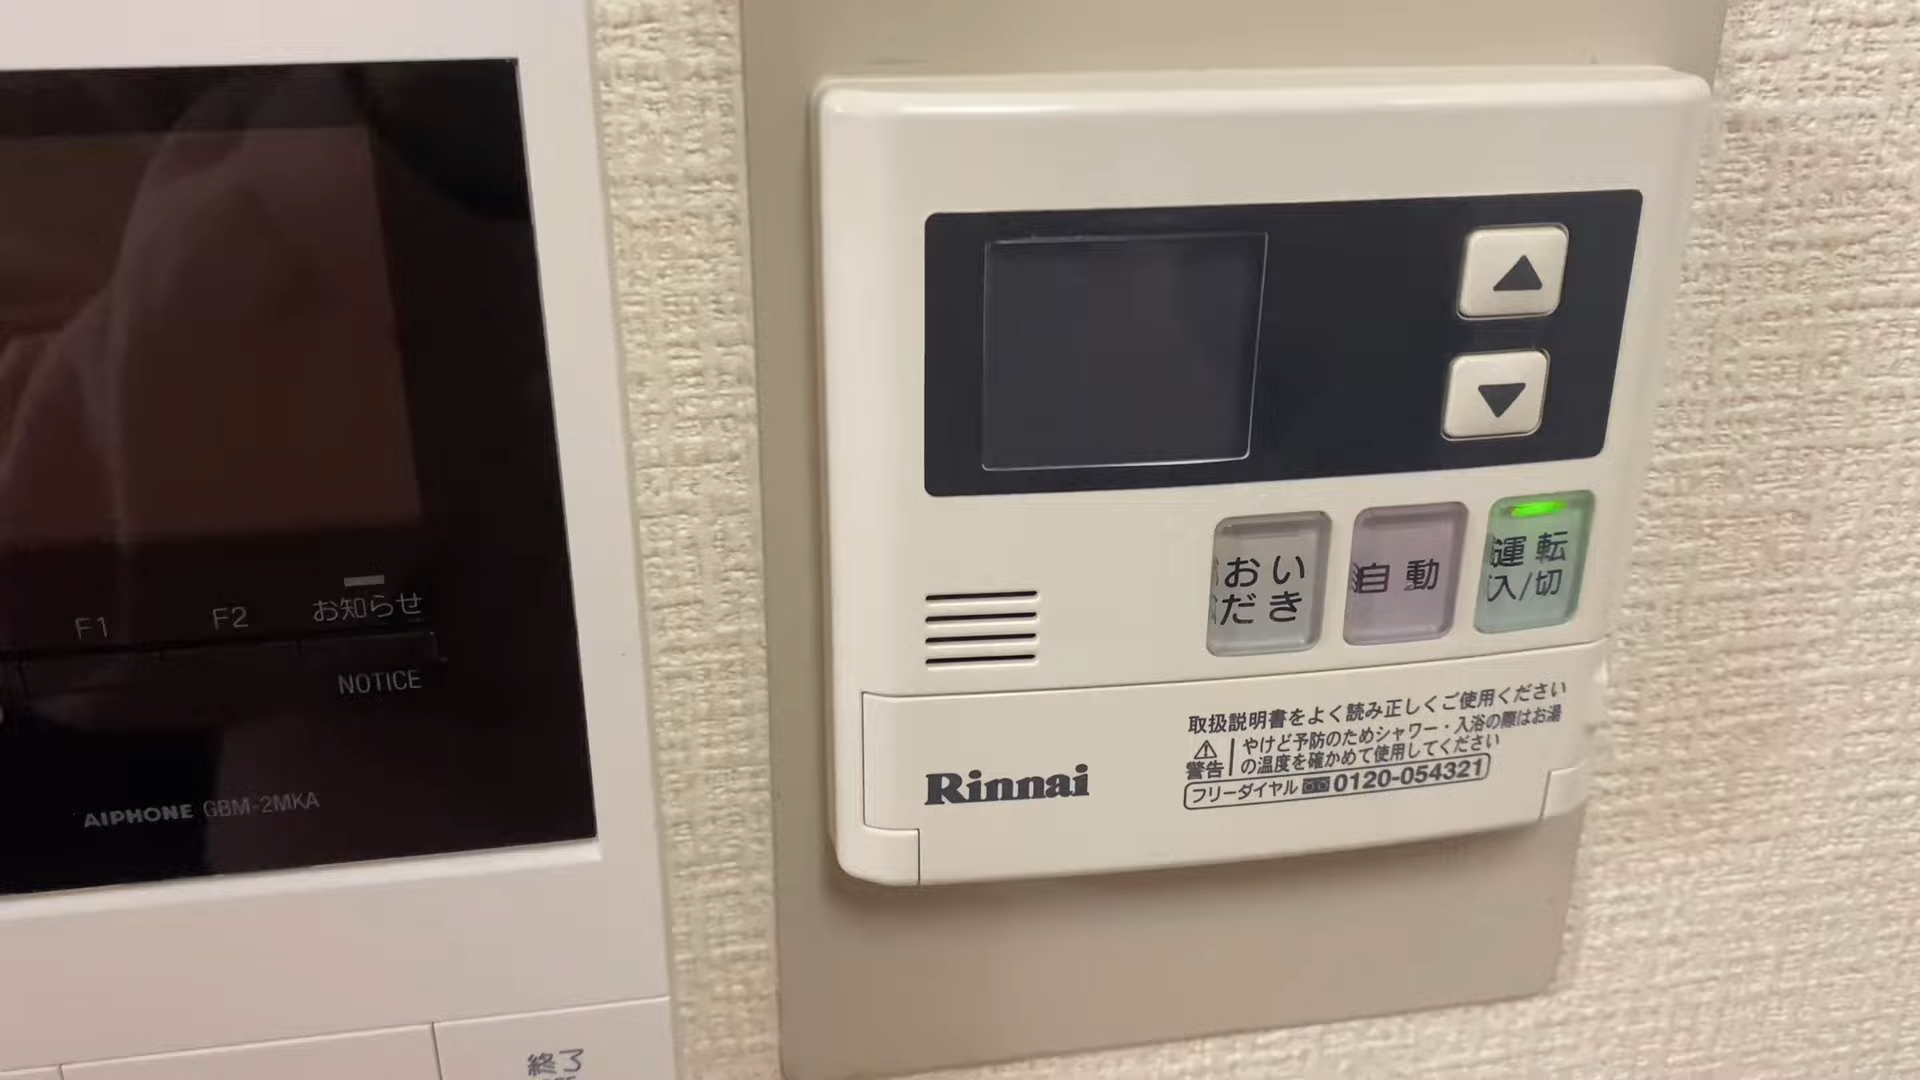 F1
F2
お知らせ
NOTICE
AIPHONE GBM-2MKA
終了
おい
だき
自動
運転
入/切
取扱説明書をよく読み正しくご使用ください
警告
やけど予防のためシャワー・入浴の際はお湯
の温度を確かめて使用してください
フリーダイヤル 0120-054321
Rinnai